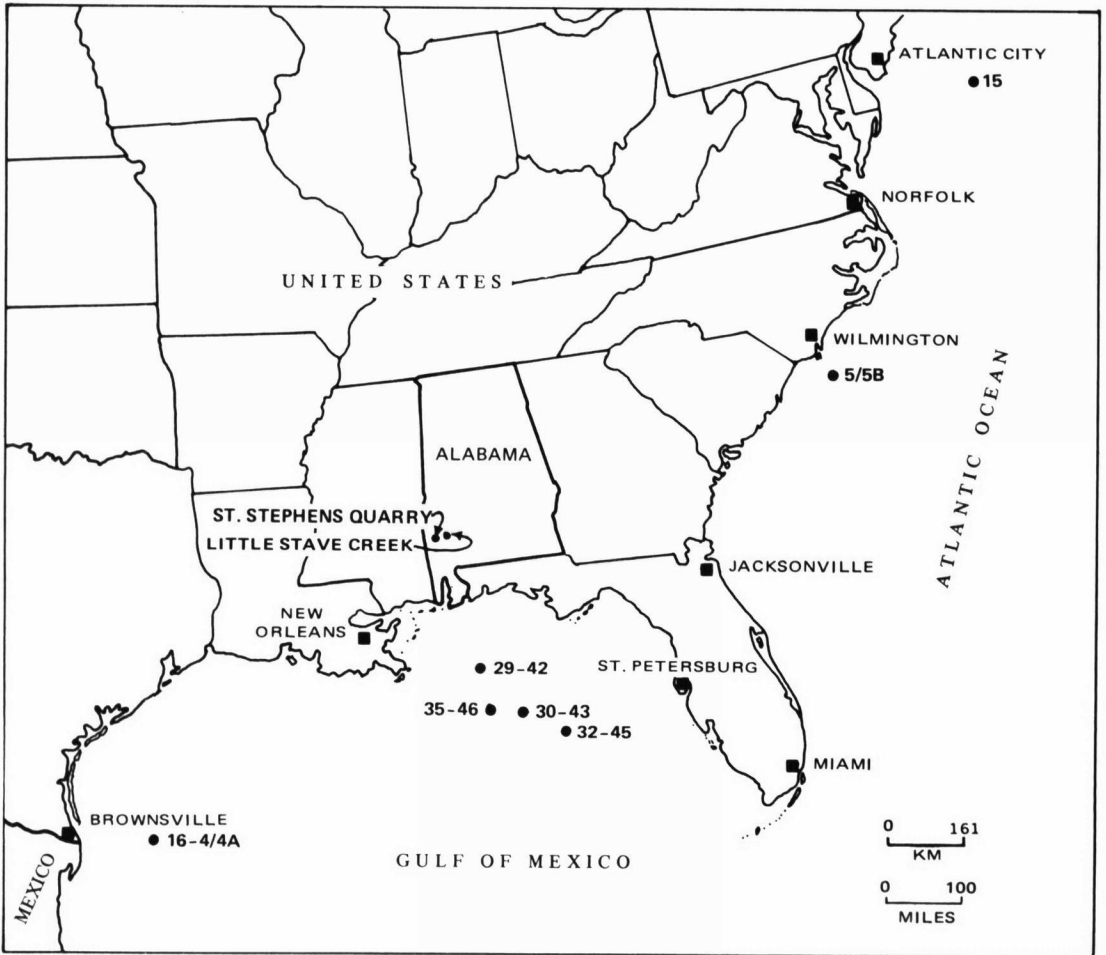 ATLANTIC CITY
15
NORFOLK
UNITED STATES
WILMINGTON
5/5B
ATLANTIC OCEAN
ALABAMA
ST. STEPHENS QUARRY
LITTLE STAVE CREEK
JACKSONVILLE
NEW
ORLEANS
29-42
ST. PETERSBURG
35-46
30-43
32-45
MIAMI
BROWNSVILLE
16-4/4A
MEXICO
GULF OF MEXICO
0 161
KM
0 100
MILES